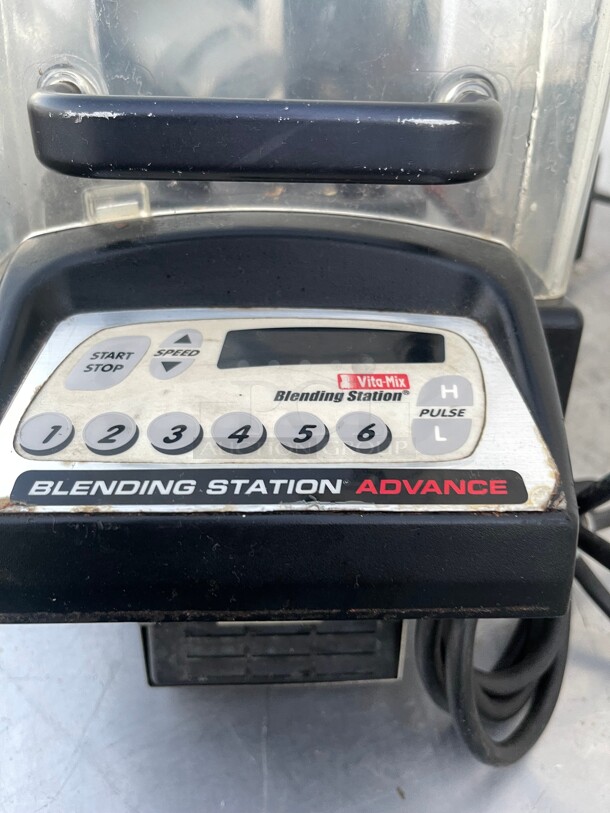 START
STOP
SPEED
Vita-Mix
Blending Station®
H
PULSE
L
1 2 3 4 5 6
BLENDING STATION® ADVANCE